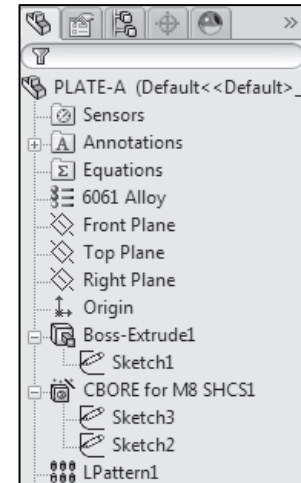 »
PLATE-A (Default<<Default>_
Sensors
A Annotations
Σ Equations
6061 Alloy
Front Plane
Top Plane
Right Plane
Origin
Boss-Extrude1
Sketch1
CBORE for M8 SHCS1
Sketch3
Sketch2
LPattern1